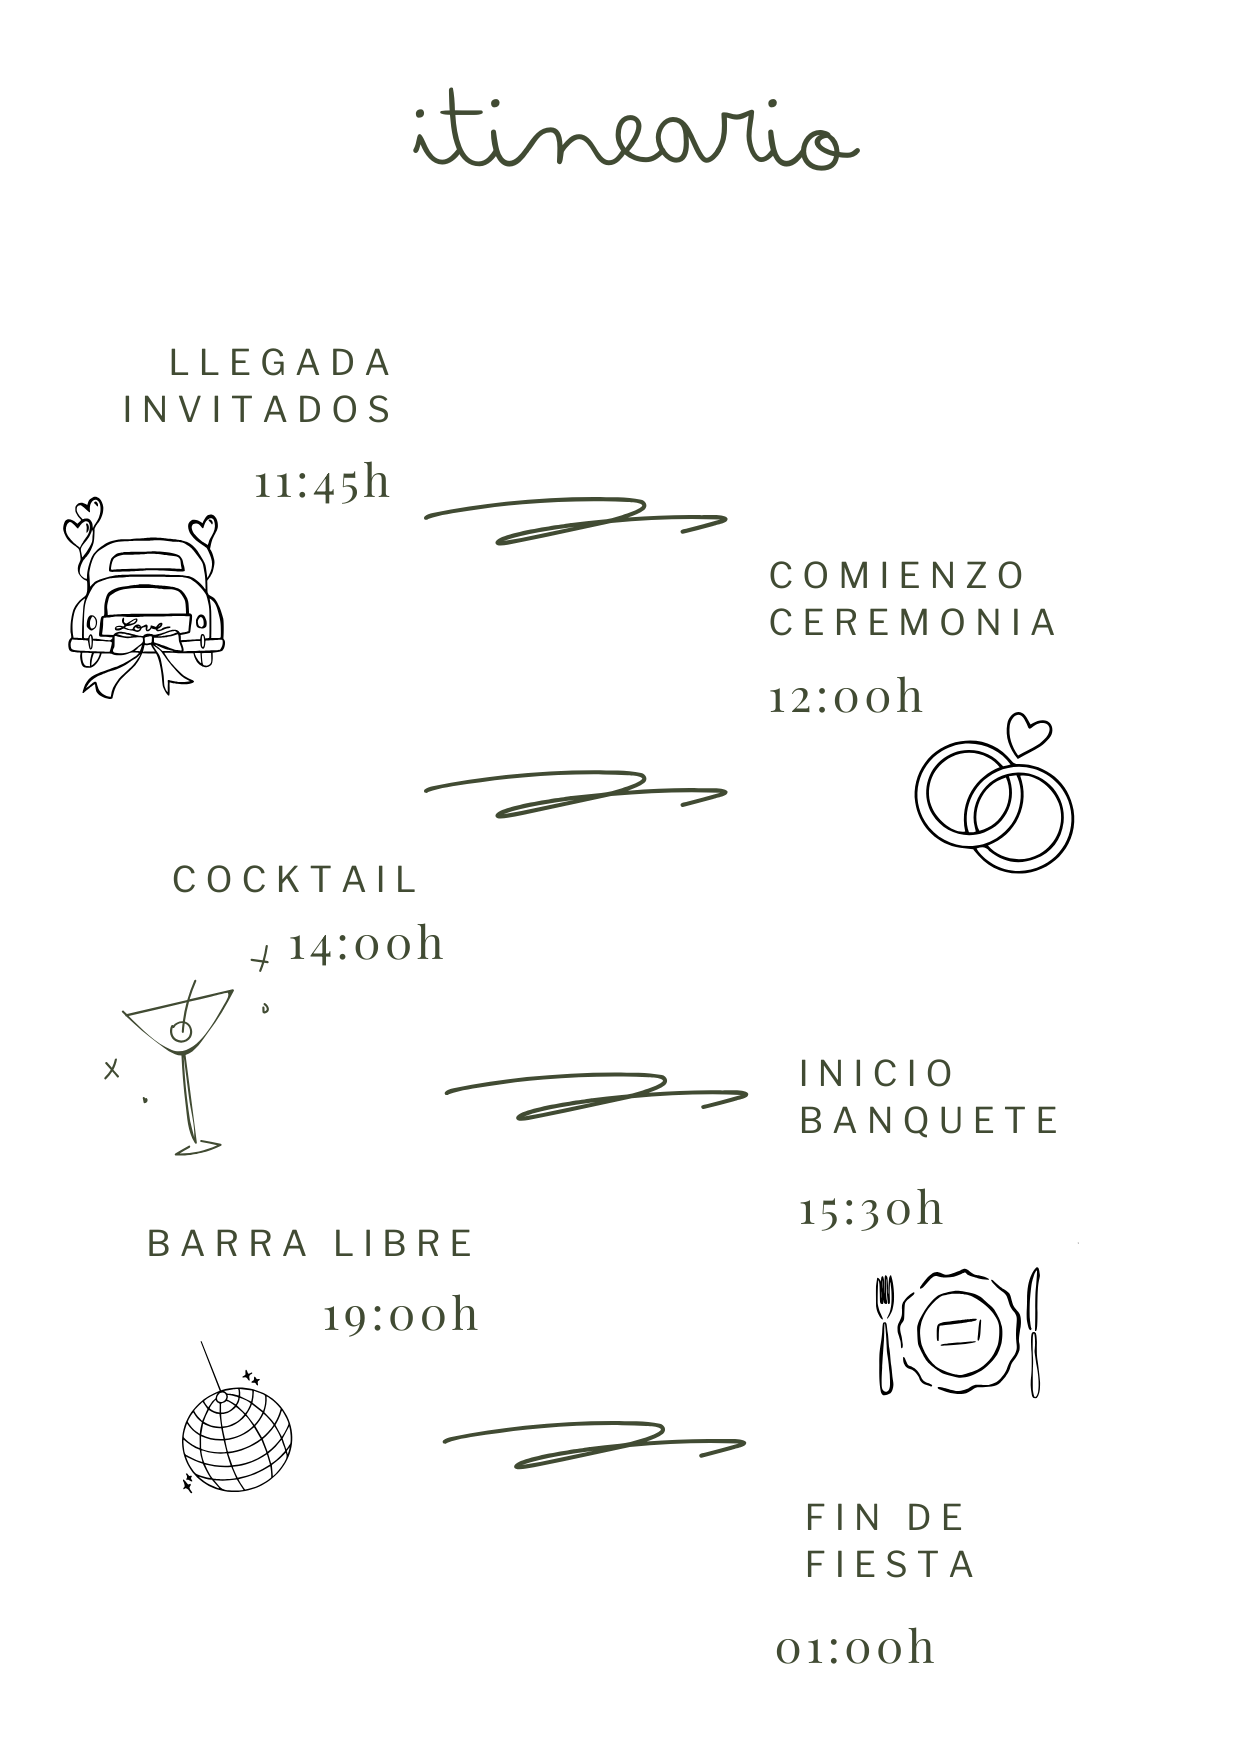 itineario
LLEGADA
INVITADOS
11:45h
Love
COMIENZO
CEREMONIA
12:00h
COCKTAIL
14:00h
INICIO
BANQUETE
15:30h
BARRA LIBRE
19:00h
FIN DE
FIESTA
01:00h